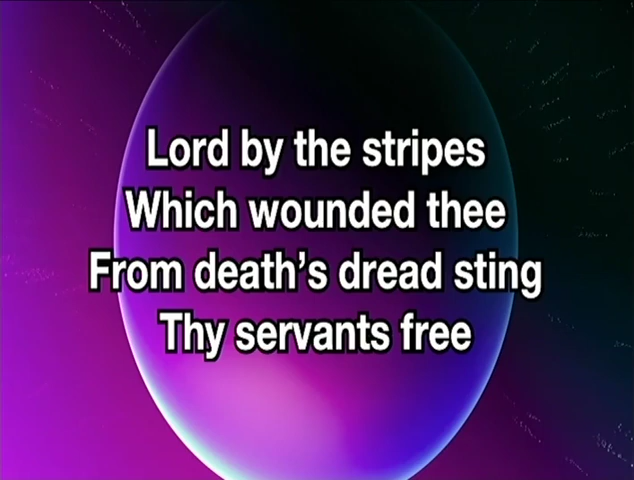 Lord by the stripes
Which wounded thee
From death's dread sting
Thy servants free